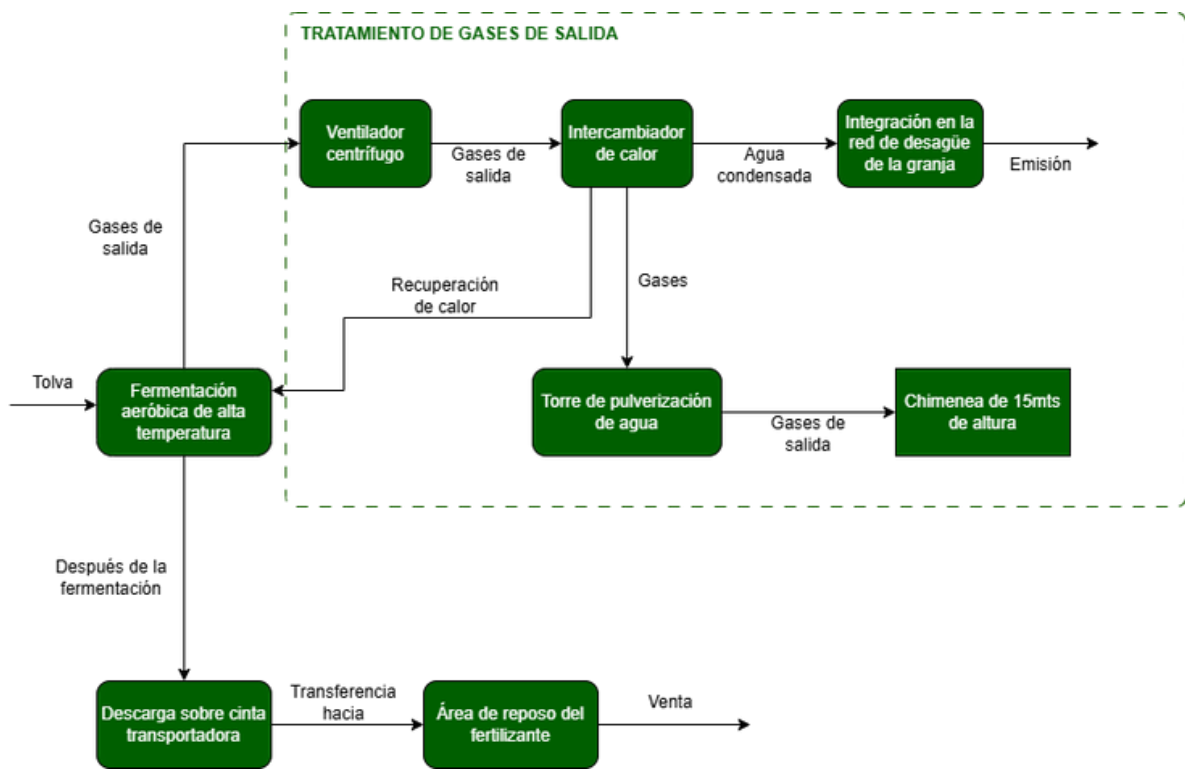 TRATAMIENTO DE GASES DE SALIDA
Ventilador
centrífugo
Gases de
salida
Intercambiador
de calor
Agua
condensada
Integración en la
red de desagüe
de la granja
Emisión
Gases de
salida
Recuperación
de calor
Gases
Tolva
Fermentación
aeróbica de alta
temperatura
Torre de pulverización
de agua
Gases de
salida
Chimenea de 15mts
de altura
Después de la
fermentación
Descarga sobre cinta
transportadora
Transferencia
hacia
Área de reposo del
fertilizante
Venta